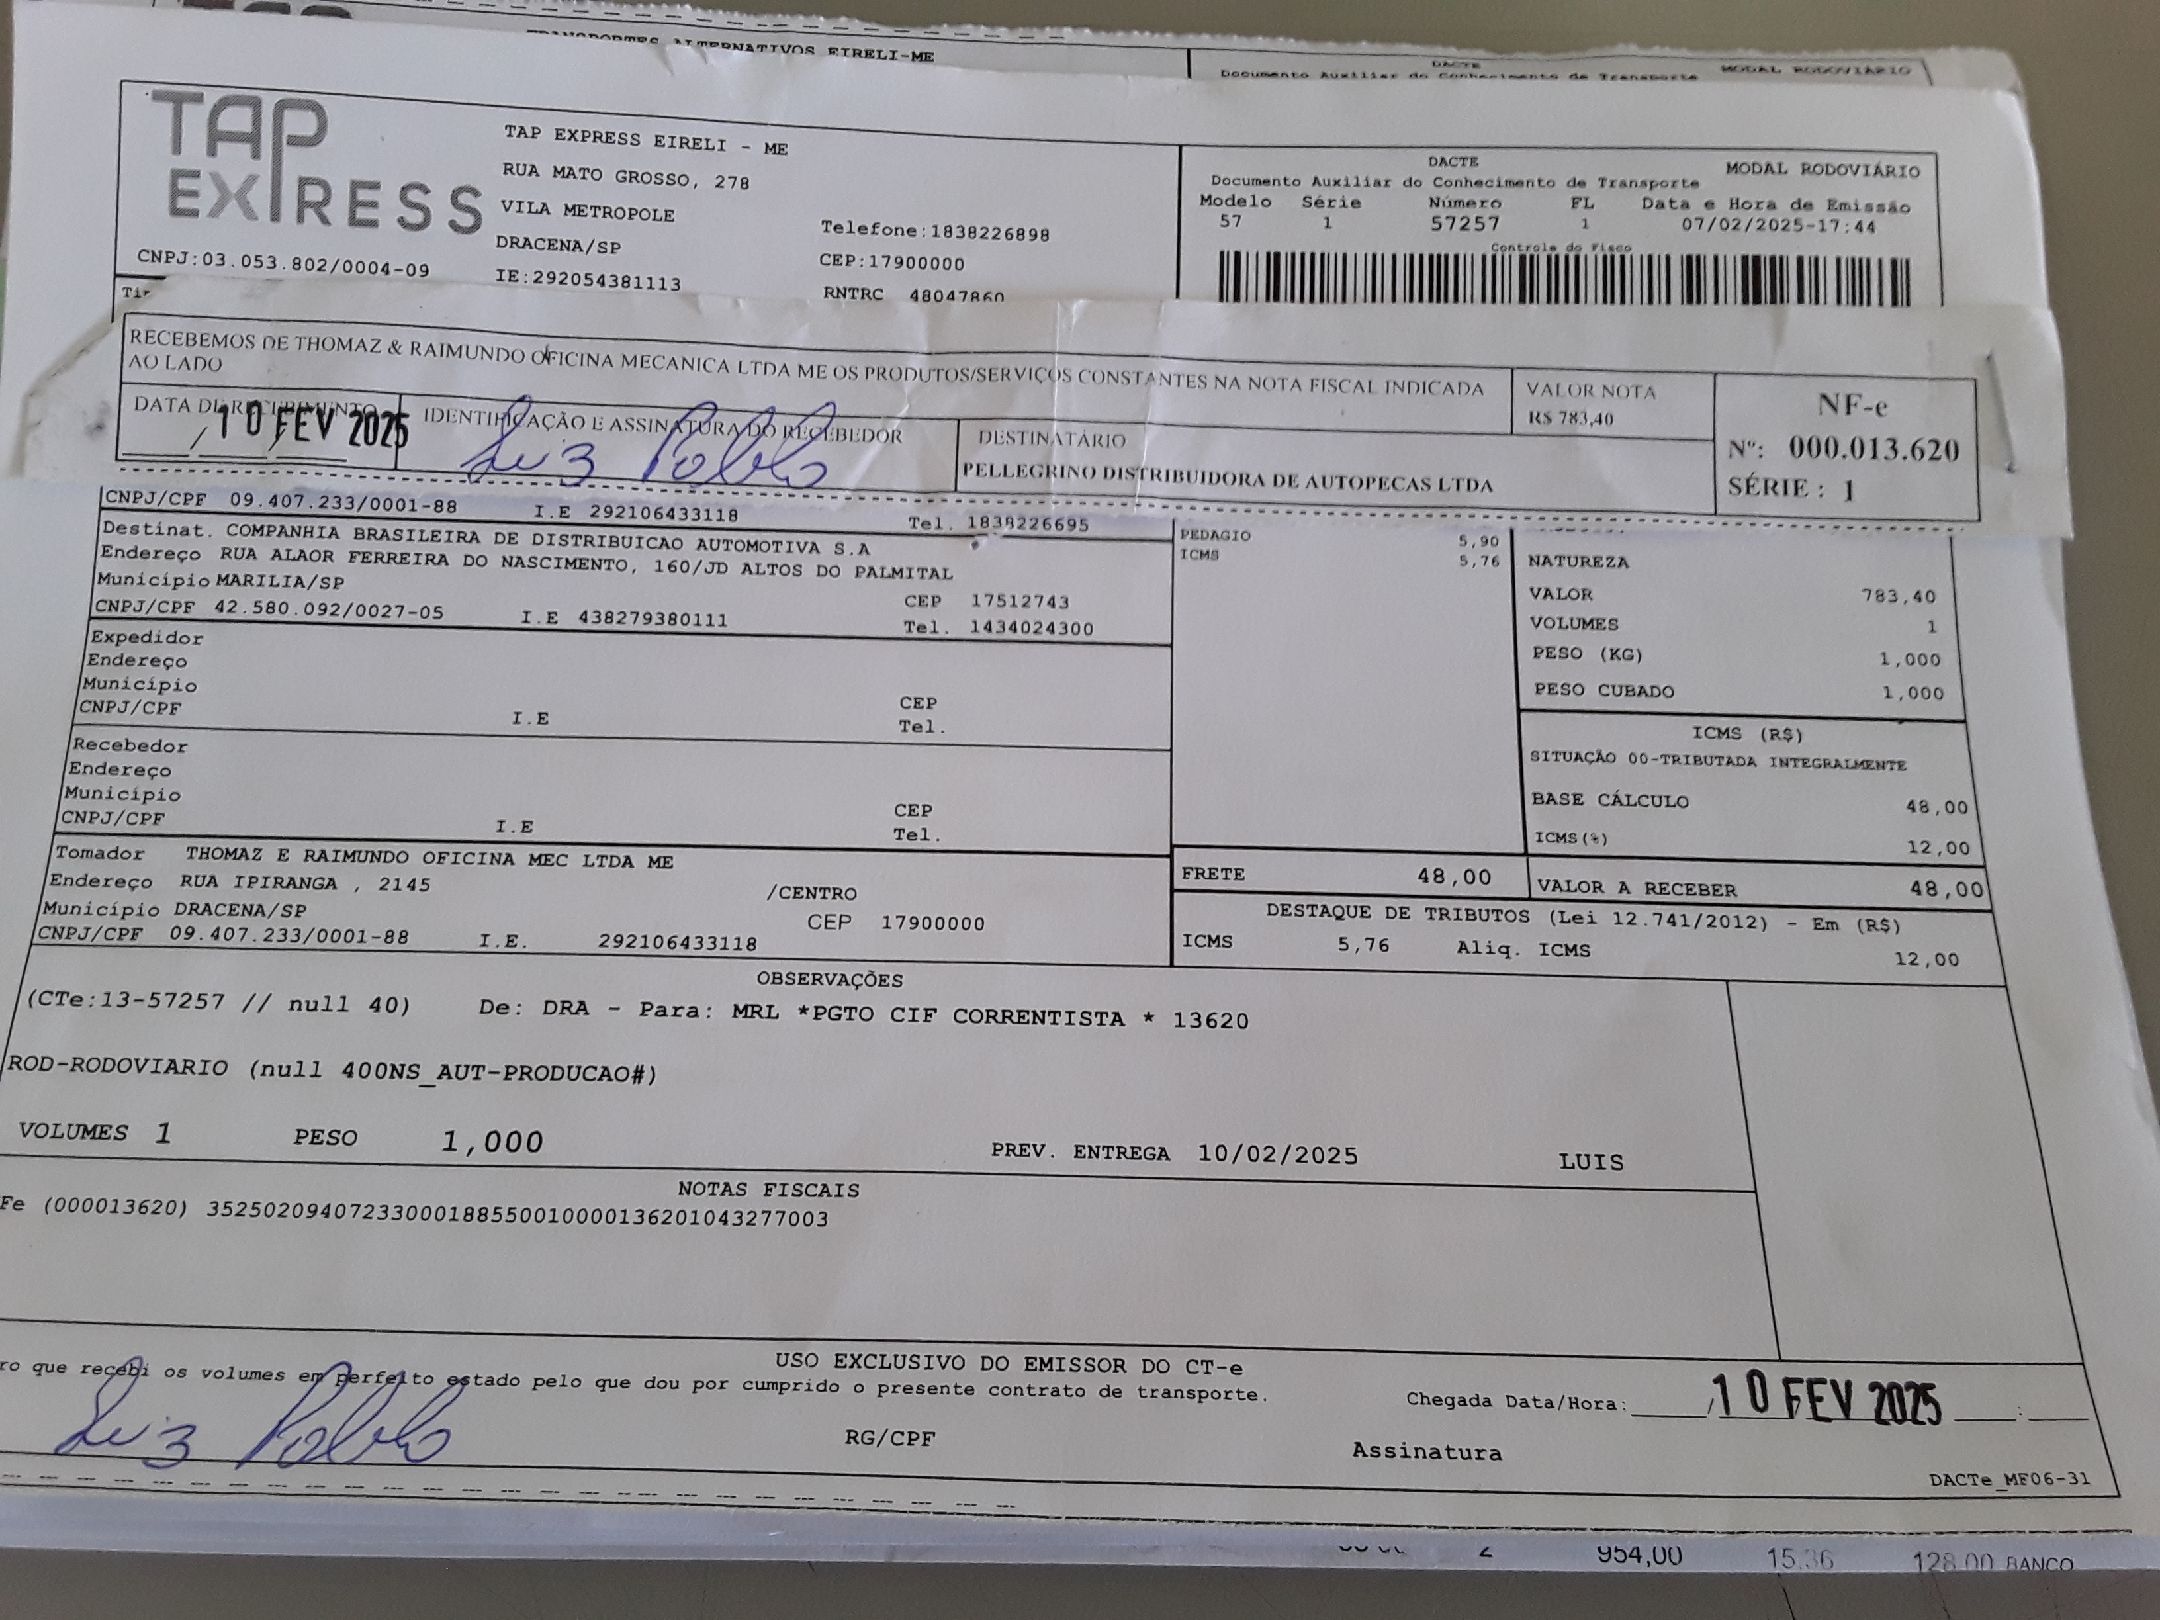 TRANSPORTES ALTERNATIVOS EIRELI-ME
DACTE
Documento Auxiliar do Conhecimento de Transporte MODAL RODOVIÁRIO
TAP EXPRESS
TAP EXPRESS EIRELI - ME
RUA MATO GROSSO, 278
VILA METROPOLE
DRACENA/SP
IE:292054381113
Telefone:1838226898
CEP:17900000
RNTRC 48047860
CNPJ:03.053.802/0004-09
DACTE MODAL RODOVIÁRIO
Documento Auxiliar do Conhecimento de Transporte
Modelo Série Número FL Data e Hora de Emissão
57 1 57257 1 07/02/2025-17:44
Controle do Fisco
RECEBEMOS DE THOMAZ & RAIMUNDO OFICINA MECANICA LTDA ME OS PRODUTOS/SERVIÇOS CONSTANTES NA NOTA FISCAL INDICADA
AO LADO
VALOR NOTA
R$ 783,40
NF-e
Nº: 000.013.620
SÉRIE : 1
DATA DE RECEBIMENTO
10 FEV 2025
IDENTIFICAÇÃO E ASSINATURA DO RECEBEDOR
Luiz Pablo
DESTINATÁRIO
PELLEGRINO DISTRIBUIDORA DE AUTOPECAS LTDA
CNPJ/CPF 09.407.233/0001-88 I.E 292106433118 Tel. 1838226695
Destinat. COMPANHIA BRASILEIRA DE DISTRIBUICAO AUTOMOTIVA S.A
Endereço RUA ALAOR FERREIRA DO NASCIMENTO, 160/JD ALTOS DO PALMITAL
Município MARILIA/SP CEP 17512743
CNPJ/CPF 42.580.092/0027-05 I.E 438279380111 Tel. 1434024300
Expedidor
Endereço
Município CEP
CNPJ/CPF I.E Tel.
Recebedor
Endereço
Município CEP
CNPJ/CPF I.E Tel.
Tomador THOMAZ E RAIMUNDO OFICINA MEC LTDA ME
Endereço RUA IPIRANGA , 2145 /CENTRO
Município DRACENA/SP CEP 17900000
CNPJ/CPF 09.407.233/0001-88 I.E. 292106433118
PEDAGIO 5,90
ICMS 5,76
NATUREZA
VALOR 783,40
VOLUMES 1
PESO (KG) 1,000
PESO CUBADO 1,000
ICMS (R$)
SITUAÇÃO 00-TRIBUTADA INTEGRALMENTE
BASE CÁLCULO 48,00
ICMS(%) 12,00
FRETE 48,00 VALOR A RECEBER 48,00
DESTAQUE DE TRIBUTOS (Lei 12.741/2012) - Em (R$)
ICMS 5,76 Aliq. ICMS 12,00
OBSERVAÇÕES
(CTe:13-57257 // null 40) De: DRA - Para: MRL *PGTO CIF CORRENTISTA * 13620
ROD-RODOVIARIO (null 400NS_AUT-PRODUCAO#)
VOLUMES 1 PESO 1,000 PREV. ENTREGA 10/02/2025 LUIS
NOTAS FISCAIS
Fe (000013620) 35250209407233000188550010000136201043277003
USO EXCLUSIVO DO EMISSOR DO CT-e
ro que recebi os volumes em perfeito estado pelo que dou por cumprido o presente contrato de transporte.
Chegada Data/Hora: 10 FEV 2025 :
Luiz Pablo
RG/CPF
Assinatura
DACTe_MF06-31
2 954,00 15.36 128.00 BANCO